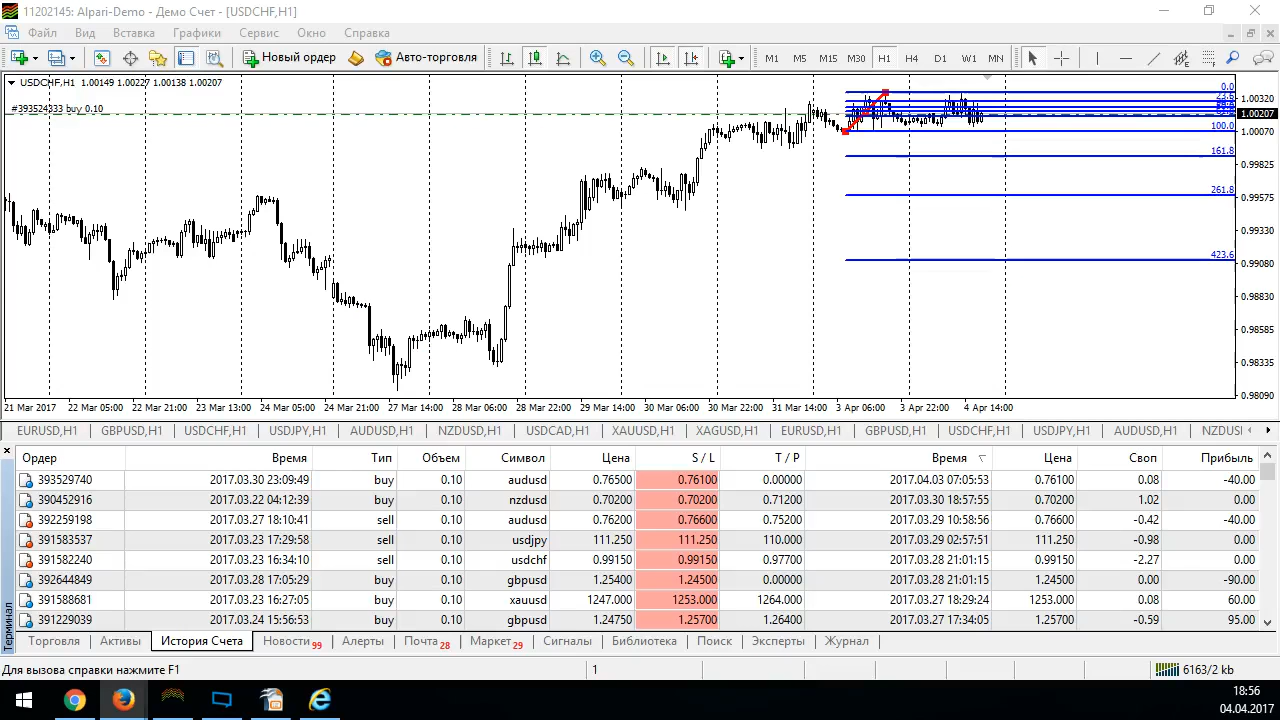 11202145: Alpari-Demo - Демо Счет - [USDCHF,H1]
Файл Вид Вставка Графики Сервис Окно Справка
Новый ордер Авто-торговля M1 M5 M15 M30 H1 H4 D1 W1 MN
USDCHF,H1 1.00149 1.00227 1.00138 1.00207
#393524333 buy 0.10
0.0
23.6
100.0
161.8
261.8
423.6
1.00320
1.00207
1.00070
0.99825
0.99575
0.99330
0.99080
0.98830
0.98585
0.98335
0.98090
21 Mar 2017 22 Mar 05:00 22 Mar 21:00 23 Mar 13:00 24 Mar 05:00 24 Mar 21:00 27 Mar 14:00 28 Mar 06:00 28 Mar 22:00 29 Mar 14:00 30 Mar 06:00 30 Mar 22:00 31 Mar 14:00 3 Apr 06:00 3 Apr 22:00 4 Apr 14:00
EURUSD,H1 GBPUSD,H1 USDCHF,H1 USDJPY,H1 AUDUSD,H1 NZDUSD,H1 USDCAD,H1 XAUUSD,H1 XAGUSD,H1 EURUSD,H1 GBPUSD,H1 USDCHF,H1 USDJPY,H1 AUDUSD,H1 NZDUSI
Ордер Время Тип Объем Символ Цена S / L T / P Время Цена Своп Прибыль
393529740 2017.03.30 23:09:49 buy 0.10 audusd 0.76500 0.76100 0.00000 2017.04.03 07:05:53 0.76100 0.08 -40.00
390452916 2017.03.22 04:12:39 buy 0.10 nzdusd 0.70200 0.70200 0.71200 2017.03.30 18:57:55 0.70200 1.02 0.00
392259198 2017.03.27 18:10:41 sell 0.10 audusd 0.76200 0.76600 0.75200 2017.03.29 10:58:56 0.76600 -0.42 -40.00
391583537 2017.03.23 17:29:58 sell 0.10 usdjpy 111.250 111.250 110.000 2017.03.29 02:57:51 111.250 -0.98 0.00
391582240 2017.03.23 16:34:10 sell 0.10 usdchf 0.99150 0.99150 0.97700 2017.03.28 21:01:15 0.99150 -2.27 0.00
392644849 2017.03.28 17:05:29 buy 0.10 gbpusd 1.25400 1.24500 0.00000 2017.03.28 21:01:15 1.24500 0.00 -90.00
391588681 2017.03.23 16:27:05 buy 0.10 xauusd 1247.000 1253.000 1264.000 2017.03.28 17:29:24 1253.000 0.08 60.00
391229039 2017.03.24 15:56:53 buy 0.10 gbpusd 1.24750 1.25700 1.26400 2017.03.27 17:34:05 1.25700 -0.59 95.00
Терминал
Торговля Активы История Счета Новости 99 Алерты Почта 28 Маркет 29 Сигналы Библиотека Поиск Эксперты Журнал
Для вызова справки нажмите F1 1 6163/2 kb
18:56
04.04.2017